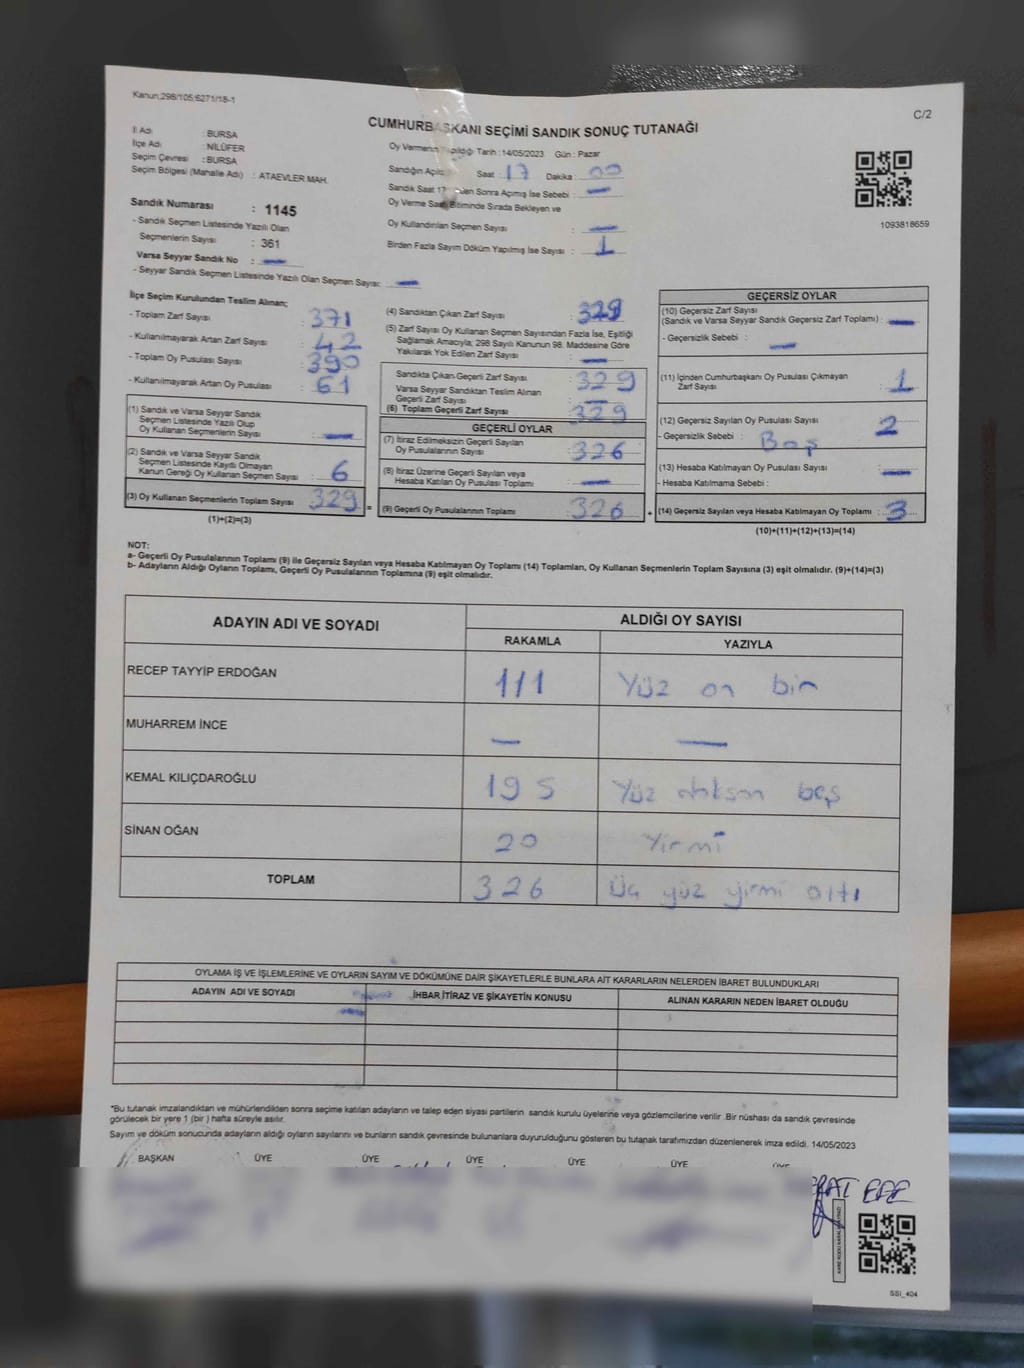 Kanun;298/105;6271/18-1
C/2
CUMHURBAŞKANI SEÇİMİ SANDIK SONUÇ TUTANAĞI
İl Adı : BURSA
İlçe Adı : NİLÜFER
Seçim Çevresi : BURSA
Seçim Bölgesi (Mahalle Adı) : ATAEVLER MAH.
Sandık Numarası : 1145
- Sandık Seçmen Listesinde Yazılı Olan
Seçmenlerin Sayısı : 361
Varsa Seyyar Sandık No : —
- Seyyar Sandık Seçmen Listesinde Yazılı Olan Seçmen Sayısı: —
Oy Vermenin Yapıldığı Tarih : 14/05/2023 Gün : Pazar
Sandığın Açılış Saat : 17 Dakika : 00
Sandık Saat 17 den Sonra Açımış İse Sebebi : —
Oy Verme Saati Bitiminde Sırada Bekleyen ve
Oy Kullandırılan Seçmen Sayısı : —
Birden Fazla Sayım Döküm Yapılmış İse Sayısı : 1
1093818659
İlçe Seçim Kurulundan Teslim Alınan;
- Toplam Zarf Sayısı : 371
- Kullanılmayarak Artan Zarf Sayısı : 42
- Toplam Oy Pusulası Sayısı : 390
- Kullanılmayarak Artan Oy Pusulası : 61
(1) Sandık ve Varsa Seyyar Sandık
Seçmen Listesinde Yazılı Olup
Oy Kullanan Seçmenlerin Sayısı : —
(2) Sandık ve Varsa Seyyar Sandık
Seçmen Listesinde Kayıtlı Olmayan
Kanun Gereği Oy Kullanan Seçmen Sayısı : 6
(3) Oy Kullanan Seçmenlerin Toplam Sayısı : 329
(1)+(2)=(3)
(4) Sandıktan Çıkan Zarf Sayısı : 329
(5) Zarf Sayısı Oy Kullanan Seçmen Sayısından Fazla İse, Eşitliği
Sağlamak Amacıyla; 298 Sayılı Kanunun 98. Maddesine Göre
Yakılarak Yok Edilen Zarf Sayısı : —
Sandıkta Çıkan Geçerli Zarf Sayısı : 329
Varsa Seyyar Sandıktan Teslim Alınan
Geçerli Zarf Sayısı : —
(6) Toplam Geçerli Zarf Sayısı : 329
GEÇERLİ OYLAR
(7) İtiraz Edilmeksizin Geçerli Sayılan
Oy Pusulalarının Sayısı : 326
(8) İtiraz Üzerine Geçerli Sayılan veya
Hesaba Katılan Oy Pusulası Toplamı : —
= (9) Geçerli Oy Pusulalarının Toplamı : 326
GEÇERSİZ OYLAR
(10) Geçersiz Zarf Sayısı
(Sandık ve Varsa Seyyar Sandık Geçersiz Zarf Toplamı) : —
- Geçersizlik Sebebi : —
(11) İçinden Cumhurbaşkanı Oy Pusulası Çıkmayan
Zarf Sayısı : 1
(12) Geçersiz Sayılan Oy Pusulası Sayısı : 2
- Geçersizlik Sebebi : Boş
(13) Hesaba Katılmayan Oy Pusulası Sayısı : —
- Hesaba Katılmama Sebebi :
+ (14) Geçersiz Sayılan veya Hesaba Katılmayan Oy Toplamı : 3
(10)+(11)+(12)+(13)=(14)
NOT:
a- Geçerli Oy Pusulalarının Toplamı (9) ile Geçersiz Sayılan veya Hesaba Katılmayan Oy Toplamı (14) Toplamları, Oy Kullanan Seçmenlerin Toplam Sayısına (3) eşit olmalıdır. (9)+(14)=(3)
b- Adayların Aldığı Oyların Toplamı, Geçerli Oy Pusulalarının Toplamına (9) eşit olmalıdır.
ADAYIN ADI VE SOYADI ALDIĞI OY SAYISI
RAKAMLA YAZIYLA
RECEP TAYYİP ERDOĞAN 111 Yüz on bin
MUHARREM İNCE — —
KEMAL KILIÇDAROĞLU 195 Yüz doksan beş
SİNAN OĞAN 20 Yirmi
TOPLAM 326 Üç yüz yirmi altı
OYLAMA İŞ VE İŞLEMLERİNE VE OYLARIN SAYIM VE DÖKÜMÜNE DAİR ŞİKAYETLERLE BUNLARA AİT KARARLARIN NELERDEN İBARET BULUNDUKLARI
ADAYIN ADI VE SOYADI İHBAR İTİRAZ VE ŞİKAYETİN KONUSU ALINAN KARARIN NEDEN İBARET OLDUĞU
*Bu tutanak imzalandıktan ve mühürlendikten sonra seçime katılan adayların ve talep eden siyasi partilerin sandık kurulu üyelerine veya gözlemcilerine verilir .Bir nüshası da sandık çevresinde
görülecek bir yere 1 (bir ) hafta süreyle asılır.
Sayım ve döküm sonucunda adayların aldığı oyların sayılarını ve bunların sandık çevresinde bulunanlara duyurulduğunu gösteren bu tutanak tarafımızdan düzenlenerek imza edildi. 14/05/2023
BAŞKAN ÜYE ÜYE ÜYE ÜYE ÜYE ÜYE
EFE
SSI_404